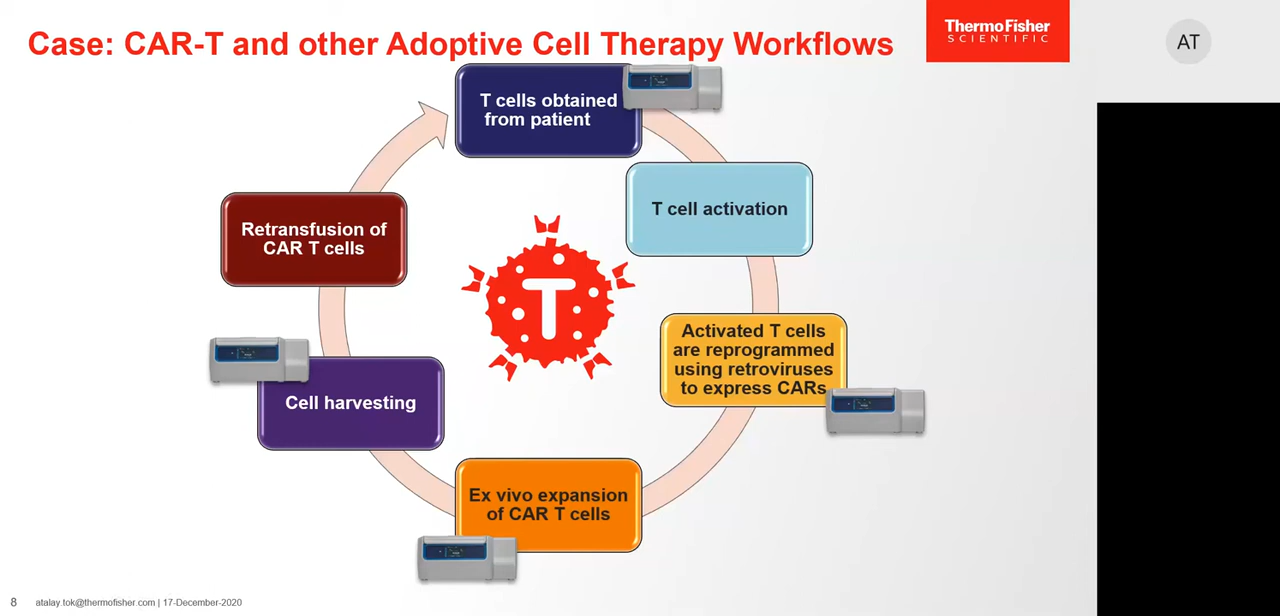 Case: CAR-T and other Adoptive Cell Therapy Workflows
ThermoFisher
SCIENTIFIC
AT
T cells obtained
from patient
T cell activation
Activated T cells
are reprogrammed
using retroviruses
to express CARs
Ex vivo expansion
of CAR T cells
Cell harvesting
Retransfusion of
CAR T cells
T
8 atalay.tok@thermofisher.com | 17-December-2020